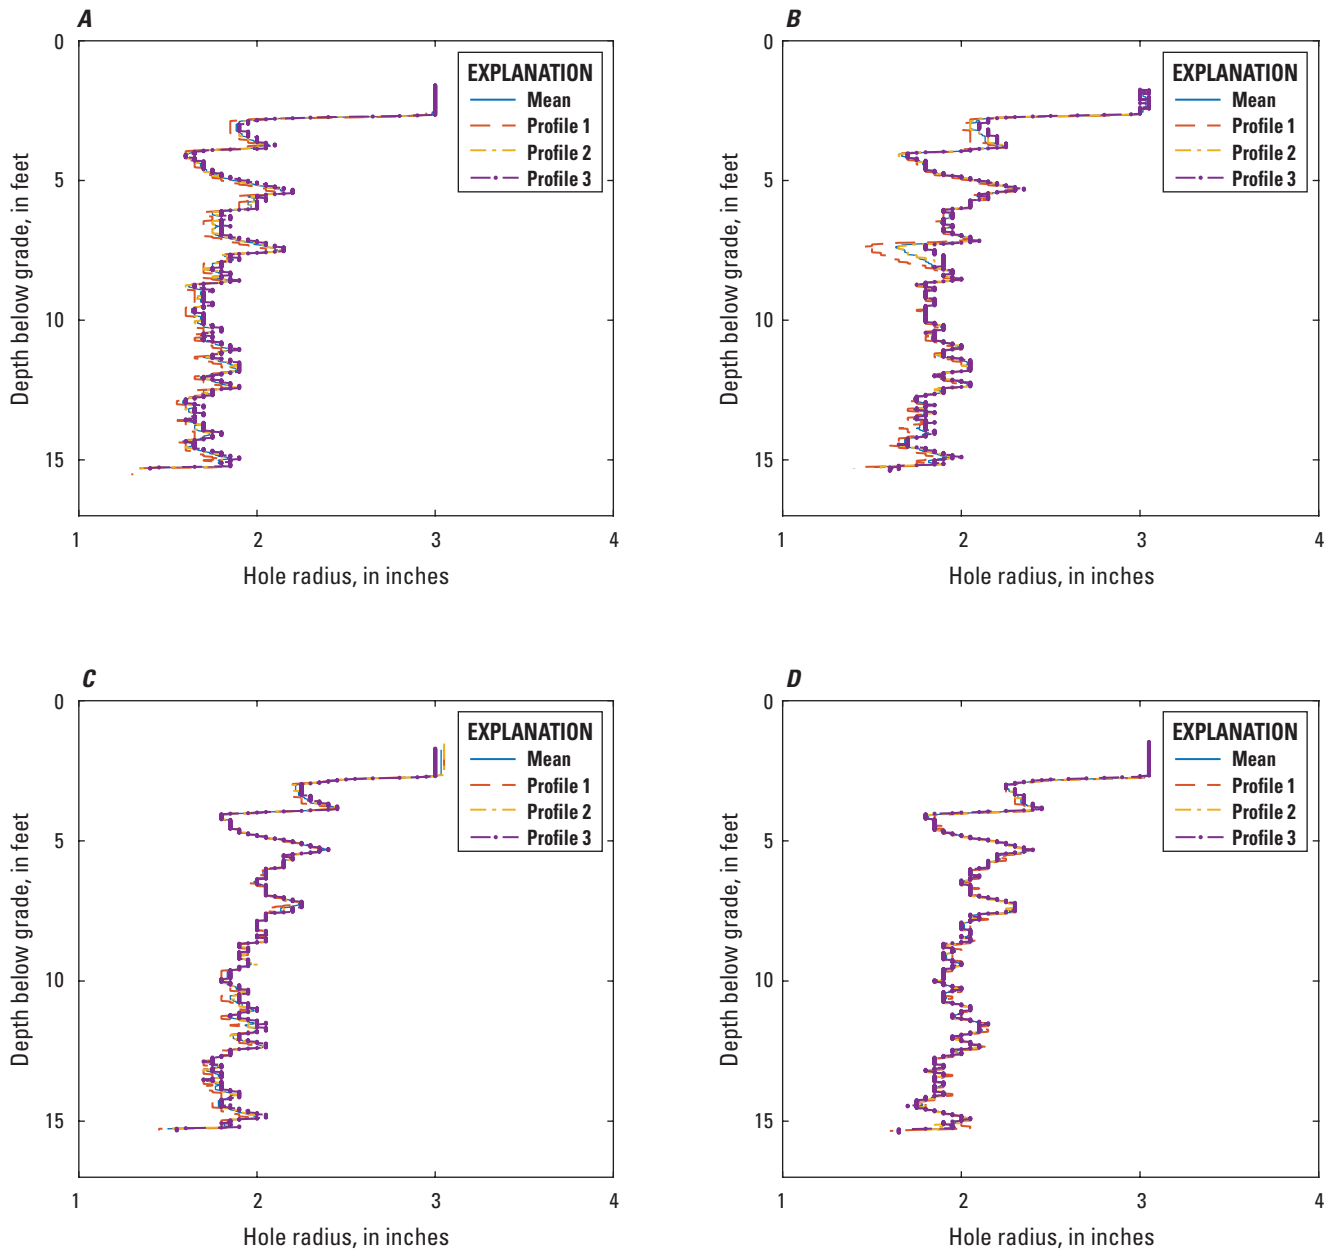 A
0
5
10
15
Depth below grade, in feet
1
2
3
4
Hole radius, in inches
EXPLANATION
Mean
Profile 1
Profile 2
Profile 3
B
0
5
10
15
Depth below grade, in feet
1
2
3
4
Hole radius, in inches
EXPLANATION
Mean
Profile 1
Profile 2
Profile 3
C
0
5
10
15
Depth below grade, in feet
1
2
3
4
Hole radius, in inches
EXPLANATION
Mean
Profile 1
Profile 2
Profile 3
D
0
5
10
15
Depth below grade, in feet
1
2
3
4
Hole radius, in inches
EXPLANATION
Mean
Profile 1
Profile 2
Profile 3